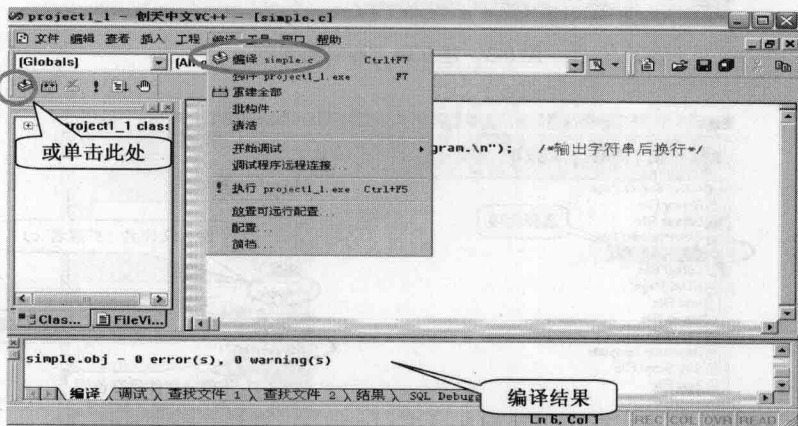 project1_1 - 创天中文VC++ - [simple.c]
文件 编辑 查看 插入 工程 编译 工具 窗口 帮助
[Globals]
编译 simple.c Ctrl+F7
构件 project1_1.exe F7
重建全部
批构件...
清洁
开始调试
调试程序远程连接...
执行 project1_1.exe Ctrl+F5
放置可远行配置...
配置...
简档...
roject1_1 class
或单击此处
gram.\n"); /*输出字符串后换行*/
Clas... FileVi...
simple.obj - 0 error(s), 0 warning(s)
编译 调试 查找文件 1 查找文件 2 结果 SQL Debug
编译结果
Ln 6, Col 1 REC COL OVR READ